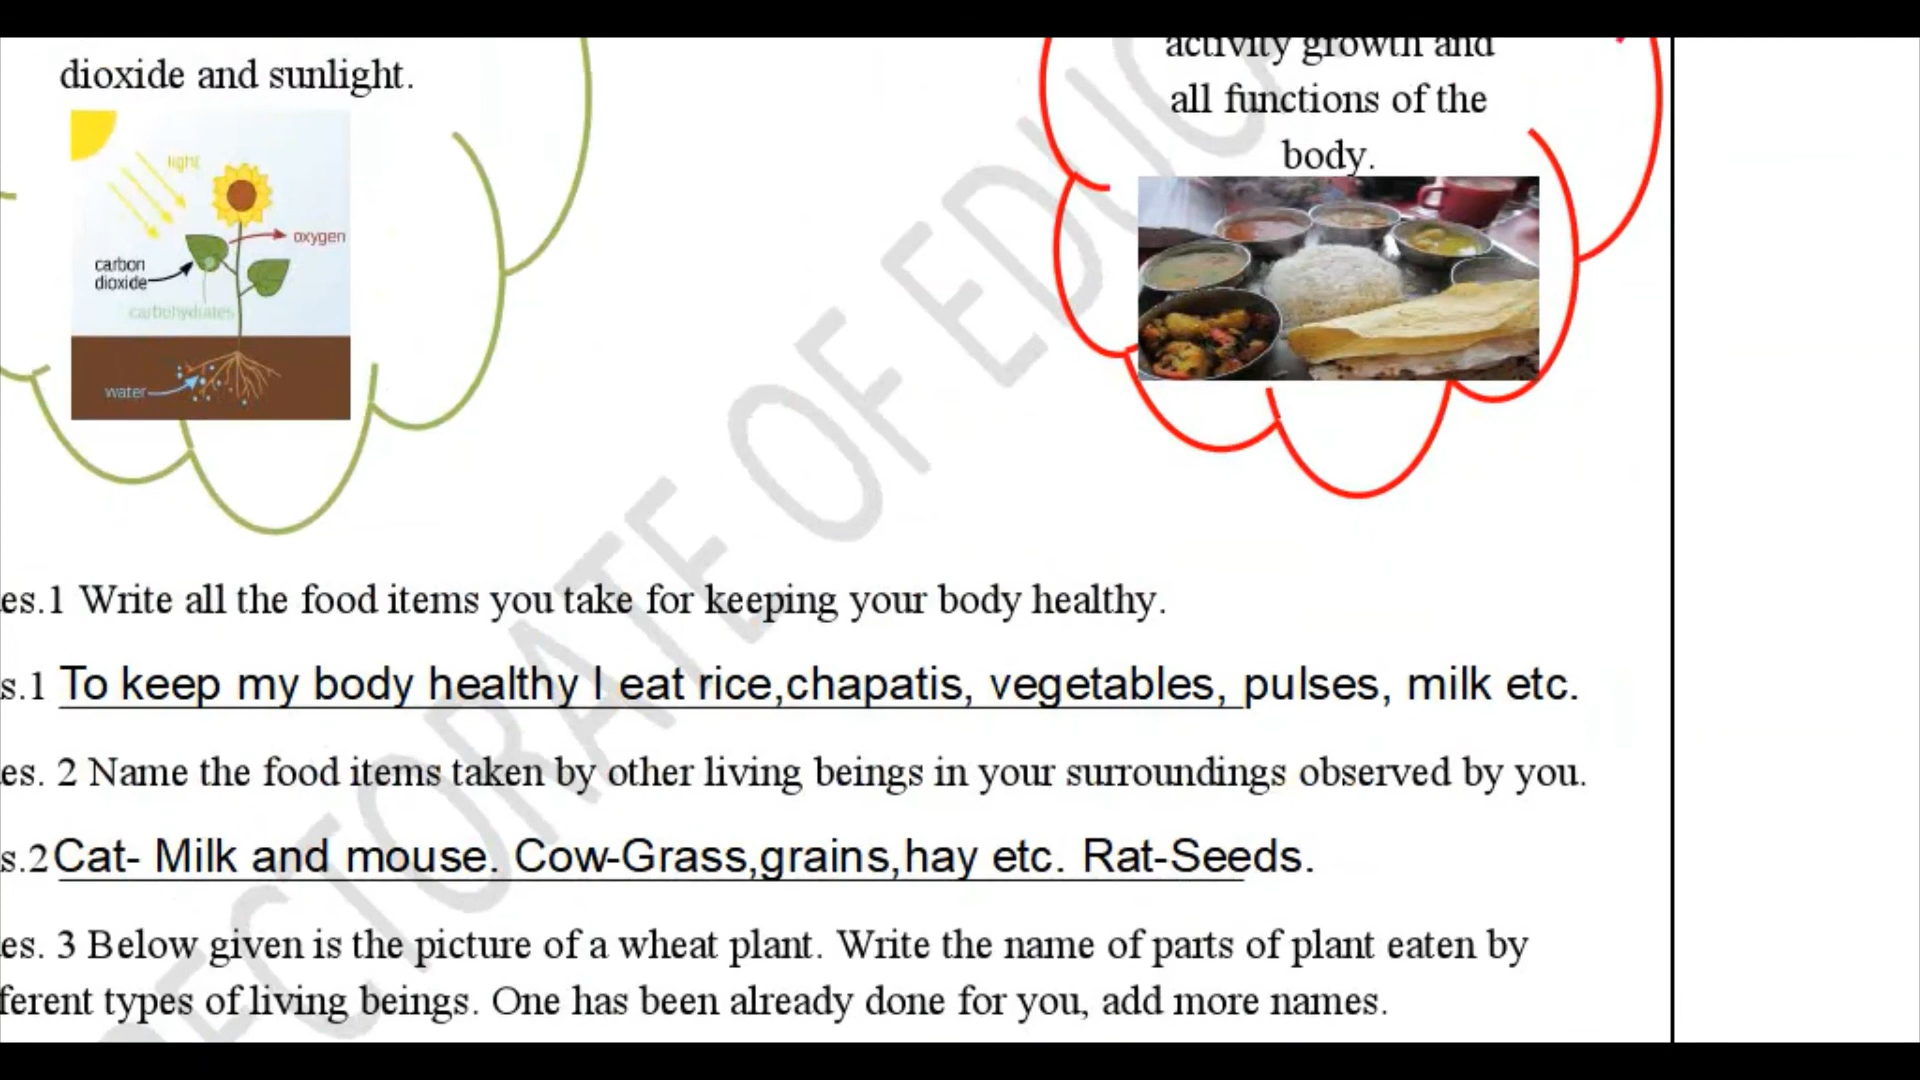 dioxide and sunlight.
light
oxygen
carbon
dioxide
carbohydrates
water
activity growth and
all functions of the
body.
es.1 Write all the food items you take for keeping your body healthy.
s.1 To keep my body healthy I eat rice,chapatis, vegetables, pulses, milk etc.
es. 2 Name the food items taken by other living beings in your surroundings observed by you.
s.2 Cat- Milk and mouse. Cow-Grass,grains,hay etc. Rat-Seeds.
es. 3 Below given is the picture of a wheat plant. Write the name of parts of plant eaten by
ferent types of living beings. One has been already done for you, add more names.
RECTORATE OF EDUCA